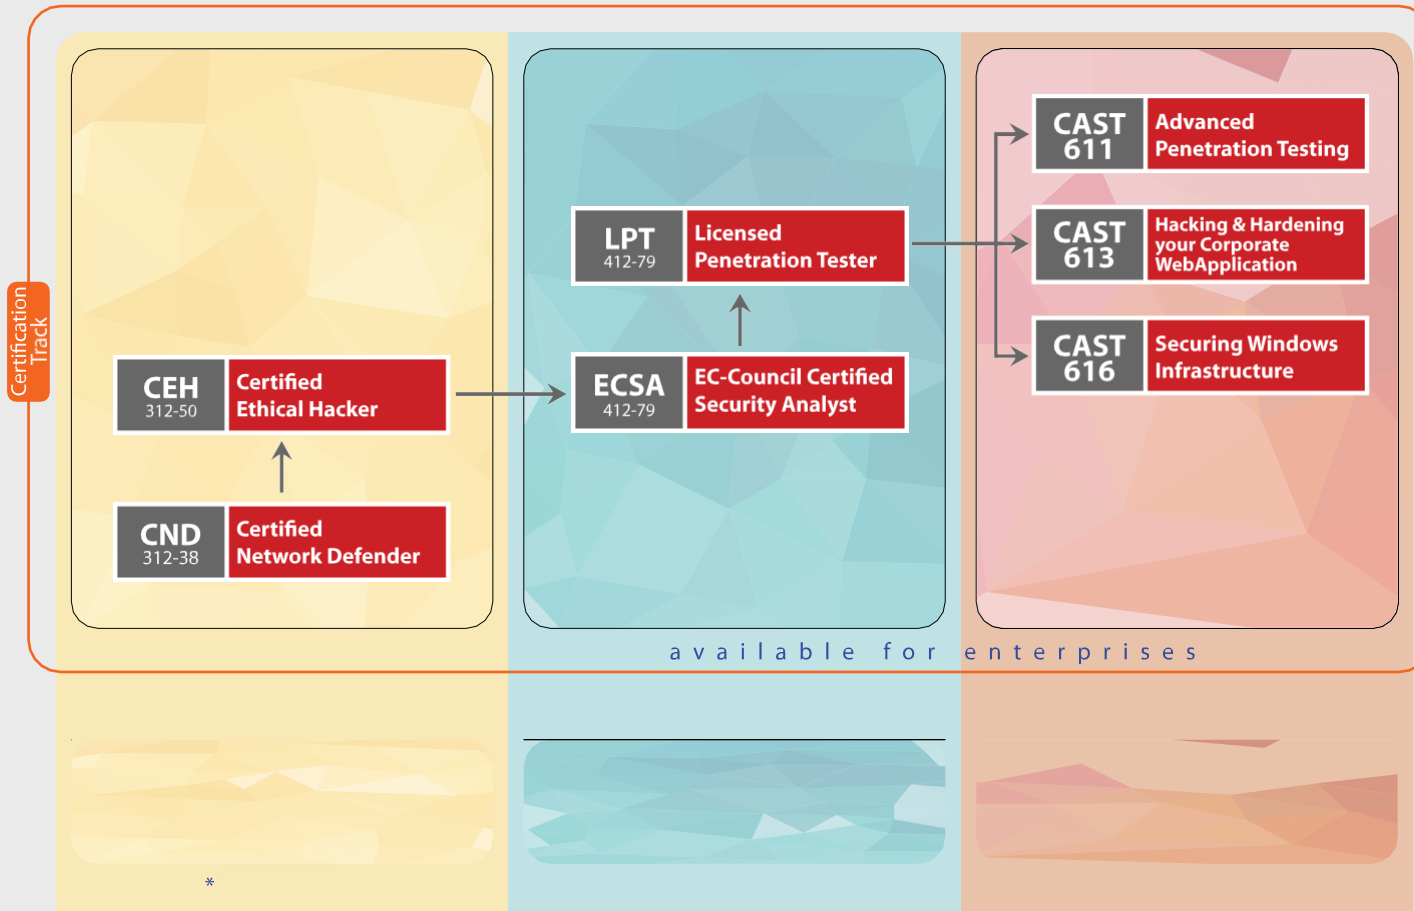 Certification
Track
CEH
312-50
Certified
Ethical Hacker
CND
312-38
Certified
Network Defender
LPT
412-79
Licensed
Penetration Tester
ECSA
412-79
EC-Council Certified
Security Analyst
CAST
611
Advanced
Penetration Testing
CAST
613
Hacking & Hardening
your Corporate
WebApplication
CAST
616
Securing Windows
Infrastructure
available for enterprises
*